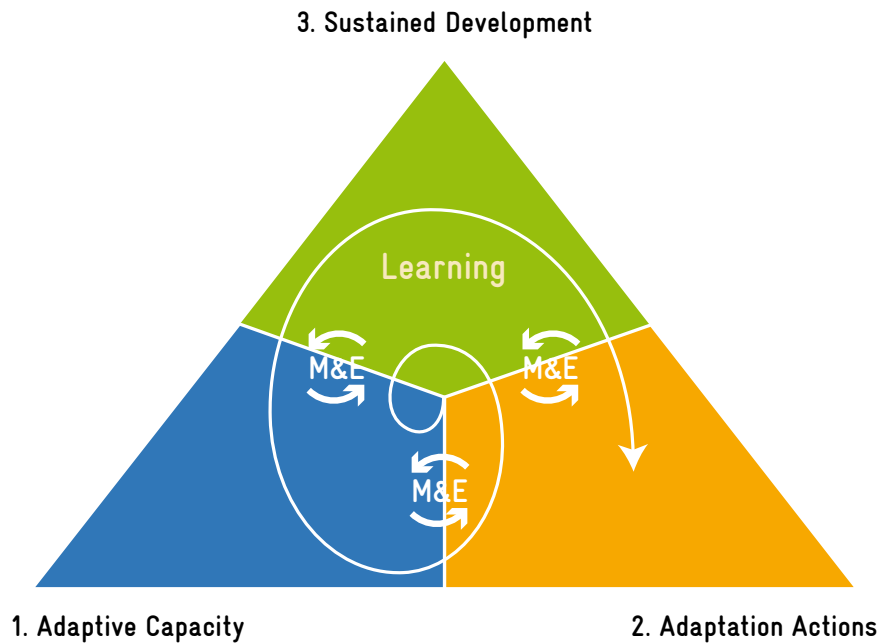 3. Sustained Development
Learning
M&E
M&E
M&E
1. Adaptive Capacity
2. Adaptation Actions